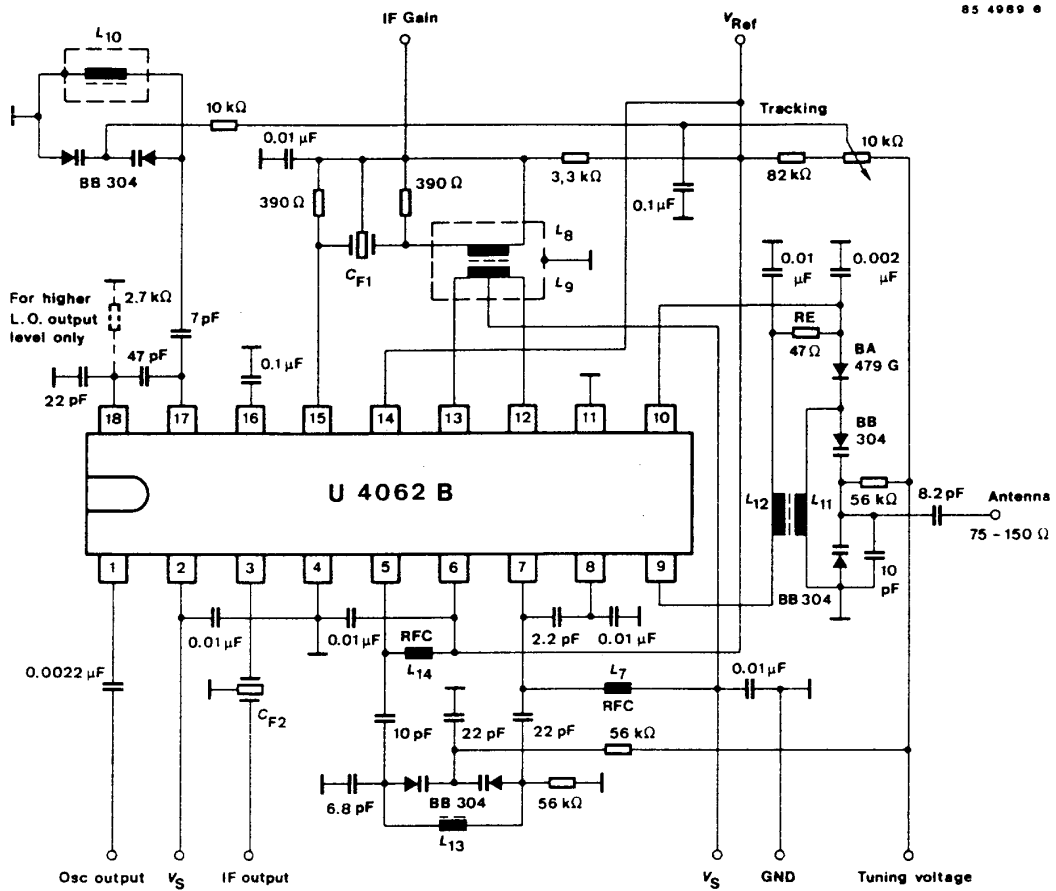 85 4989 e
IF Gain
V Ref
L10
10 kΩ
Tracking
0.01 μF
10 kΩ
BB 304
390 Ω
390 Ω
3,3 kΩ
82 kΩ
0.1 μF
L8
CF1
L9
0.01 μF
0.002 μF
For higher
L.O. output
level only
2.7 kΩ
7 pF
RE
47 Ω
BA
479 G
47 pF
0.1 μF
22 pF
18
17
16
15
14
13
12
11
10
BB
304
U 4062 B
L12
L11
56 kΩ
8.2 pF
Antenna
75 – 150 Ω
1
2
3
4
5
6
7
8
9
10 pF
BB 304
0.01 μF
0.01 μF
2.2 pF
0.01 μF
RFC
L14
0.0022 μF
L7
RFC
0.01 μF
CF2
10 pF
22 pF
22 pF
56 kΩ
6.8 pF
BB 304
56 kΩ
L13
Osc output
VS
IF output
VS
GND
Tuning voltage